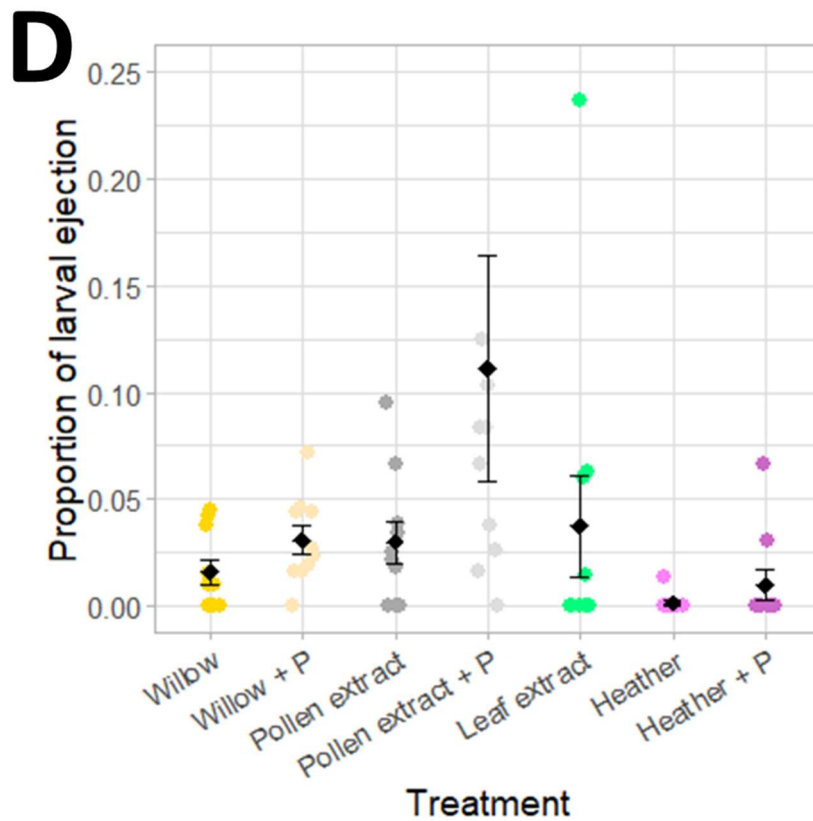 D
Proportion of larval ejection
0.25
0.20
0.15
0.10
0.05
0.00
Willow
Willow + P
Pollen extract
Pollen extract + P
Leaf extract
Heather
Heather + P
Treatment